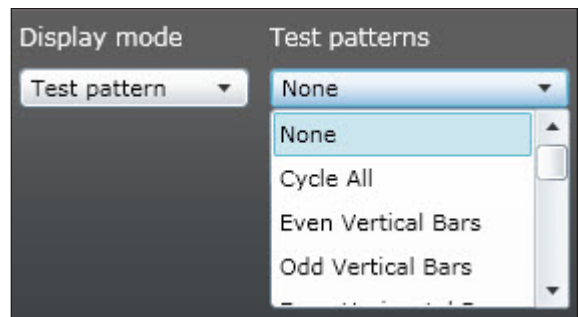 Display mode
Test patterns
Test pattern
None
None
Cycle All
Even Vertical Bars
Odd Vertical Bars